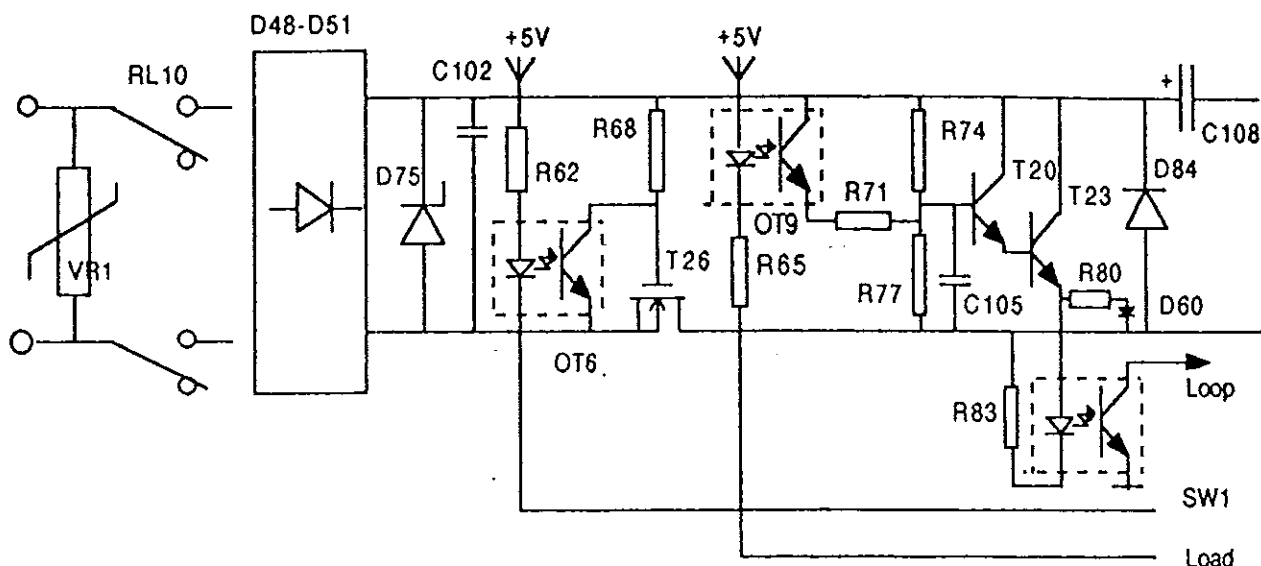 D48-D51
+5V
+5V
RL10
C102
+
C108
R68
R74
D75
R62
T20
D84
R71
T23
OT9
VR1
T26
R65
R77
C105
R80
D60
OT6
Loop
R83
SW1
Load